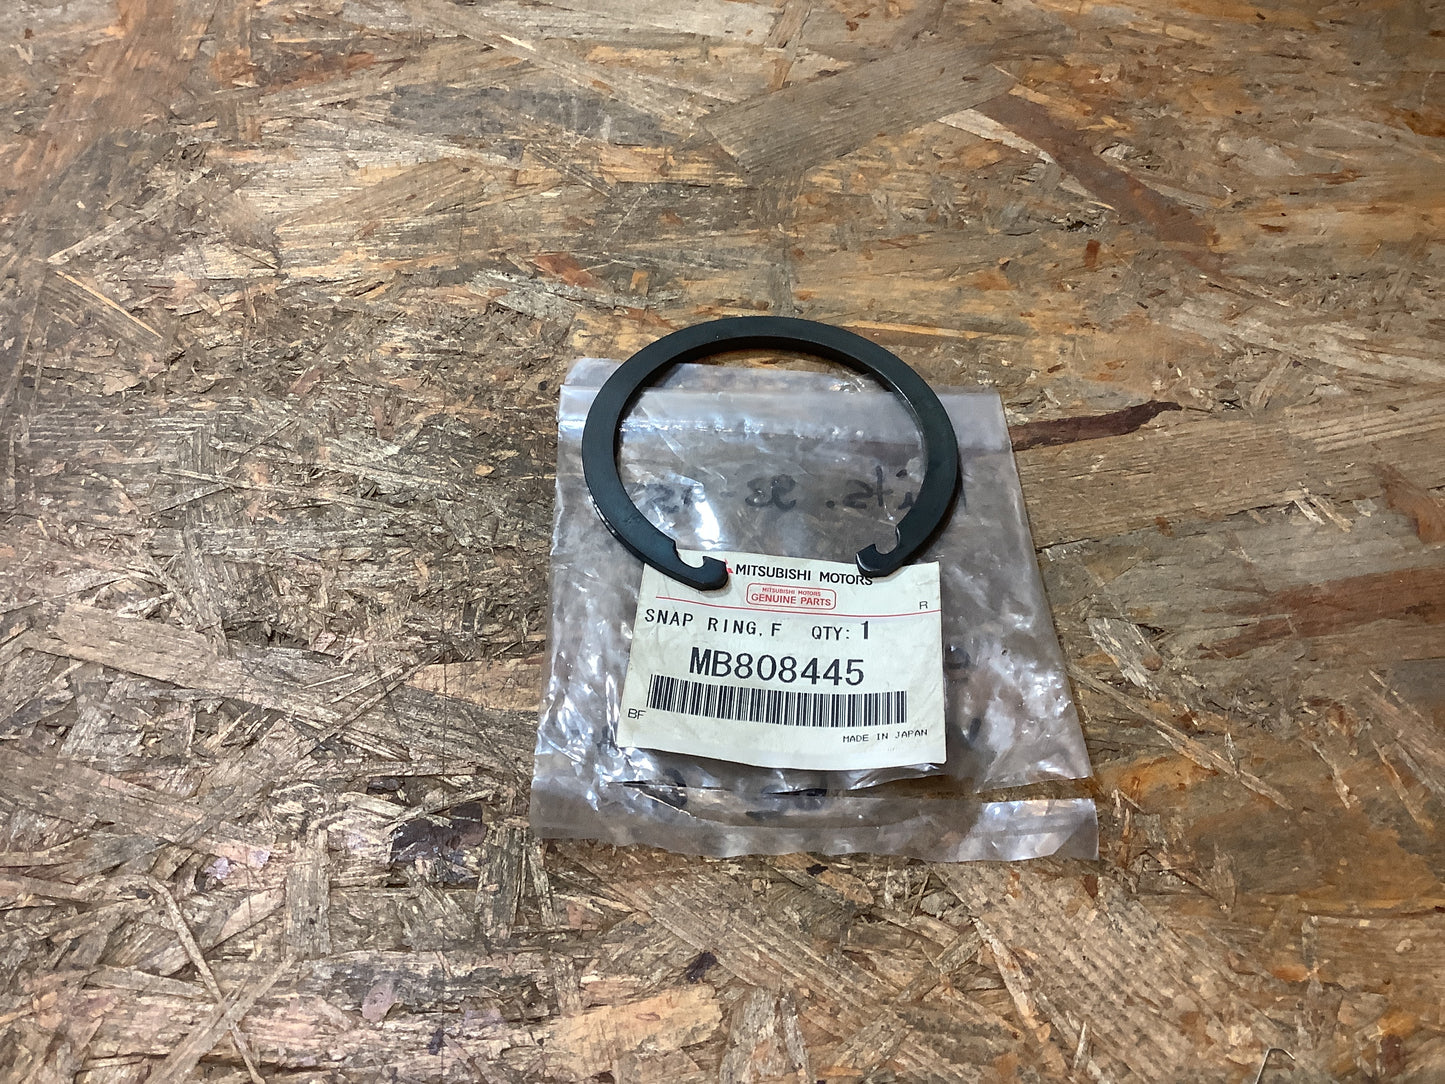 MITSUBISHI MOTORS
MITSUBISHI MOTORS
GENUINE PARTS
R
SNAP RING, F QTY: 1
MB808445
BF
MADE IN JAPAN